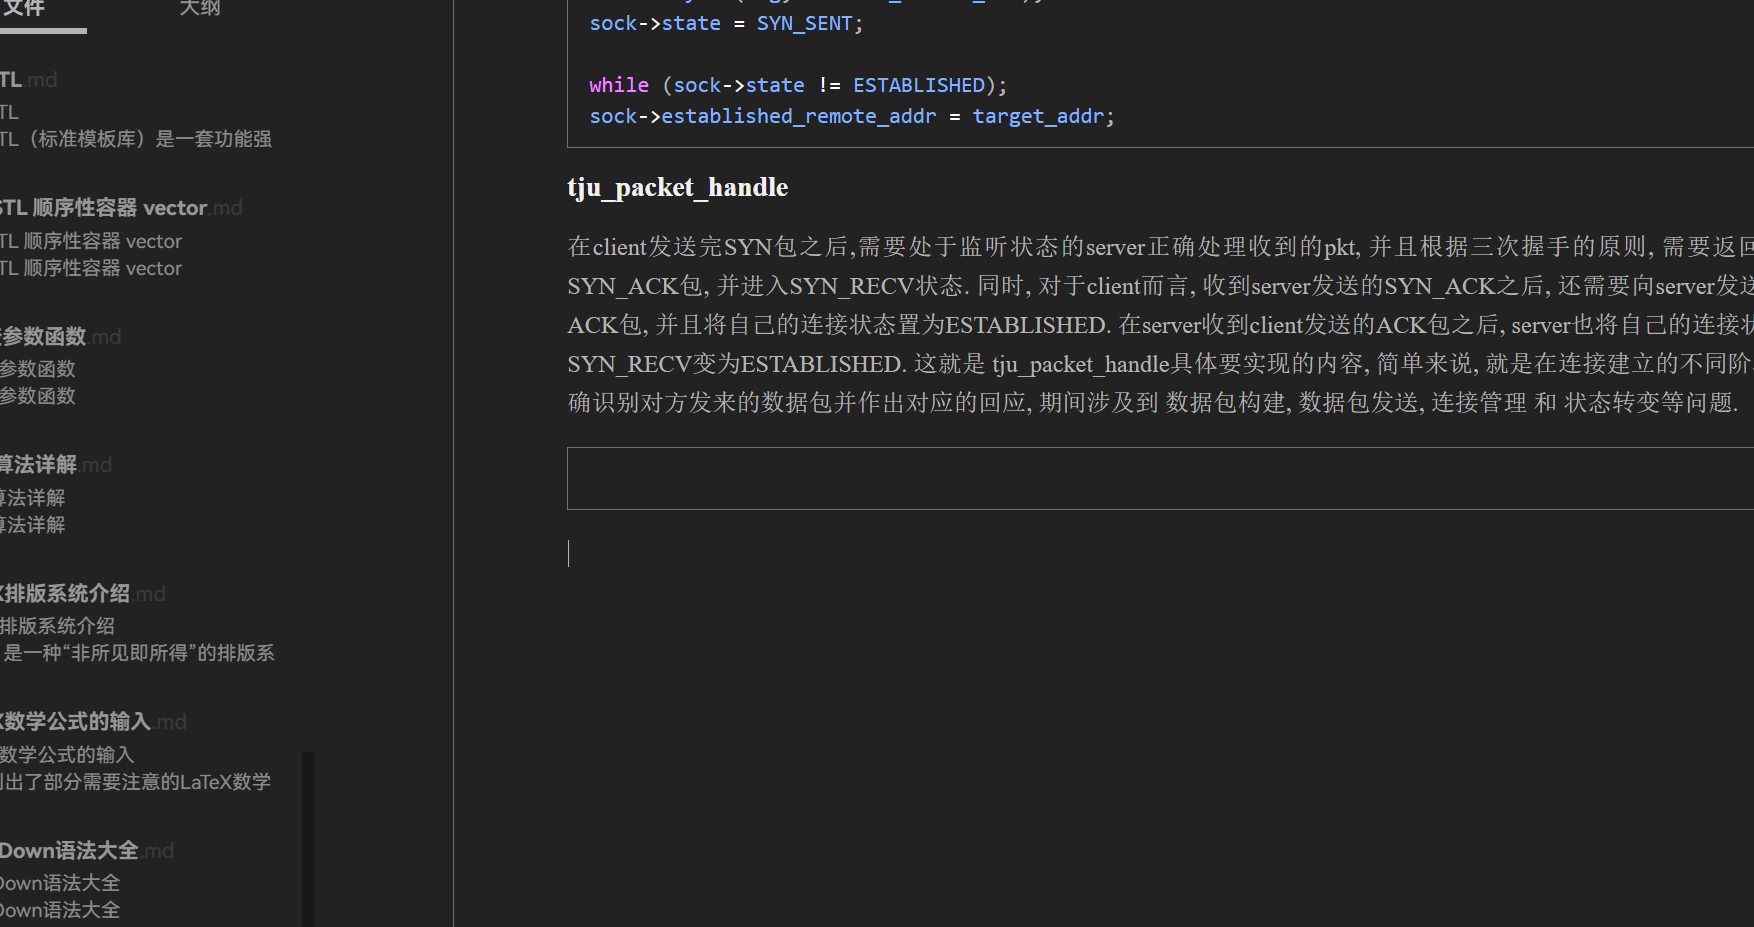 文件
大纲
TL.md
TL
TL（标准模板库）是一套功能强
STL 顺序性容器 vector.md
TL 顺序性容器 vector
TL 顺序性容器 vector
参数函数.md
参数函数
参数函数
算法详解.md
算法详解
算法详解
X排版系统介绍.md
排版系统介绍
是一种“非所见即所得”的排版系
X数学公式的输入.md
数学公式的输入
列出了部分需要注意的LaTeX数学
Down语法大全.md
Down语法大全
Down语法大全
sock->state = SYN_SENT;
while (sock->state != ESTABLISHED);
sock->established_remote_addr = target_addr;
tju_packet_handle
在client发送完SYN包之后,需要处于监听状态的server正确处理收到的pkt, 并且根据三次握手的原则, 需要返回
SYN_ACK包, 并进入SYN_RECV状态. 同时, 对于client而言, 收到server发送的SYN_ACK之后, 还需要向server发送
ACK包, 并且将自己的连接状态置为ESTABLISHED. 在server收到client发送的ACK包之后, server也将自己的连接状
SYN_RECV变为ESTABLISHED. 这就是 tju_packet_handle具体要实现的内容, 简单来说, 就是在连接建立的不同阶
确识别对方发来的数据包并作出对应的回应, 期间涉及到 数据包构建, 数据包发送, 连接管理 和 状态转变等问题.